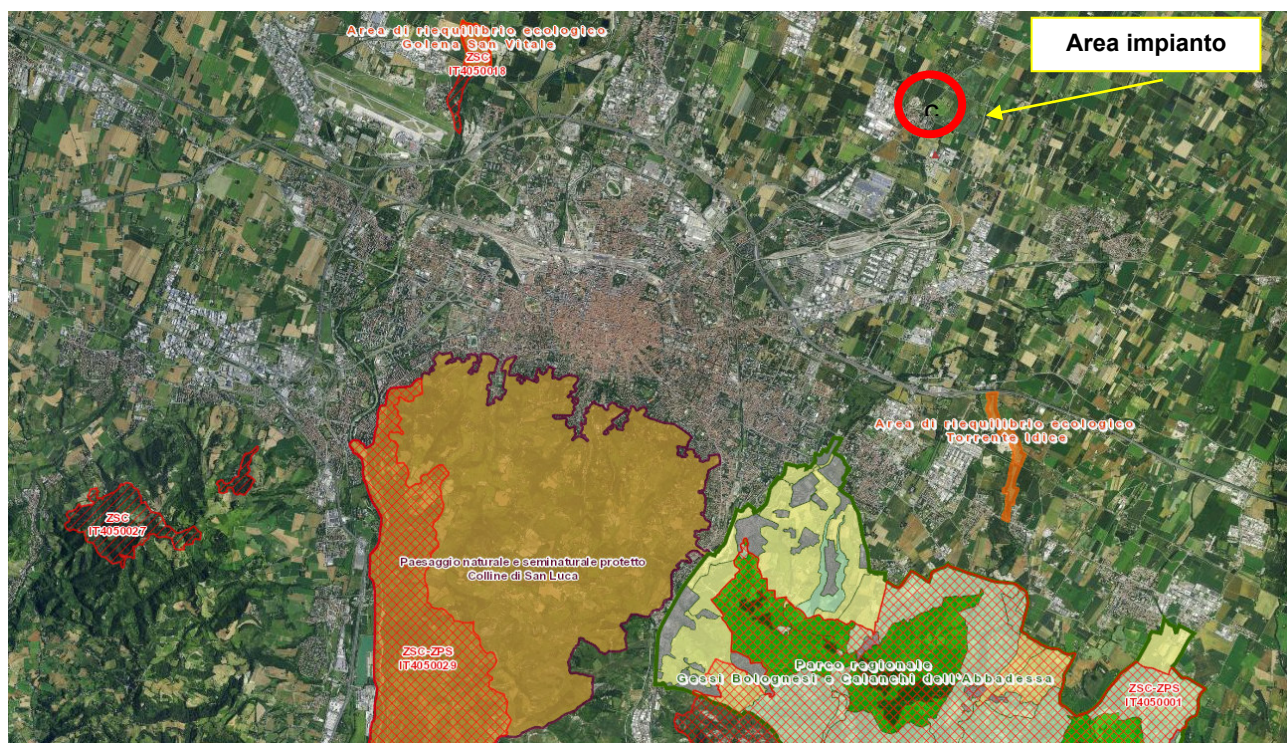 Area di riequilibrio ecologico
Golena San Vitale
ZSC
IT4050018
Area impianto
C
Area di riequilibrio ecologico
Torrente Idice
ZSC
IT4050027
Paesaggio naturale e seminaturale protetto
Colline di San Luca
ZSC-ZPS
IT4050029
Parco regionale
Gessi Bolognesi e Calanchi dell'Abbadessa
ZSC-ZPS
IT4050001